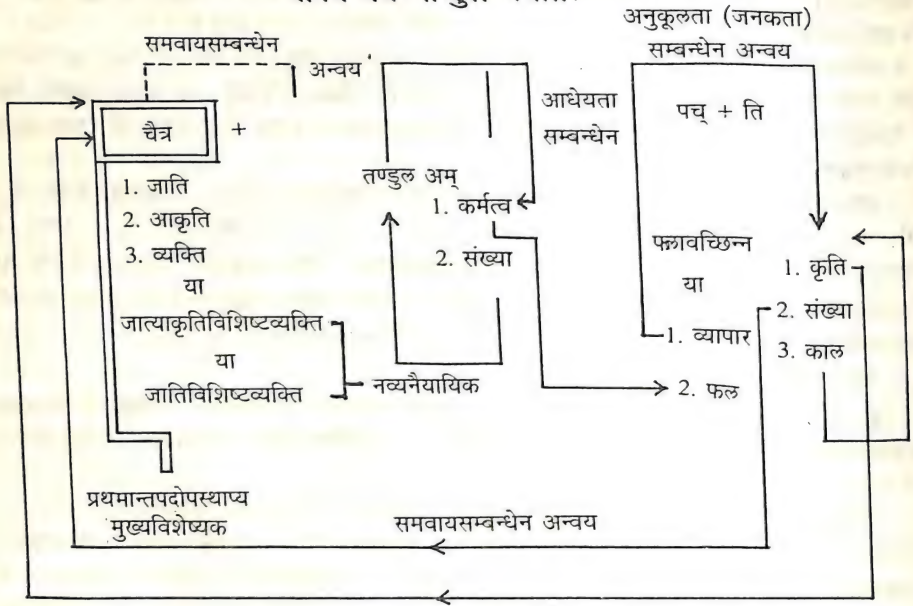 अनुकूलता (जनकता)
समवायसम्बन्धेन
सम्बन्धेन अन्वय
अन्वय
आधेयता
सम्बन्धेन
पच् + ति
चैत्र +
तण्डुल अम्
1. जाति
2. आकृति
3. व्यक्ति
या
जात्याकृतिविशिष्टव्यक्ति
या
जातिविशिष्टव्यक्ति
नव्यनैयायिक
1. कर्मत्व
2. संख्या
फ्लावच्छिन्न
या
1. व्यापार
2. फल
1. कृति
2. संख्या
3. काल
प्रथमान्तपदोपस्थाप्य
मुख्यविशेष्यक
समवायसम्बन्धेन अन्वय